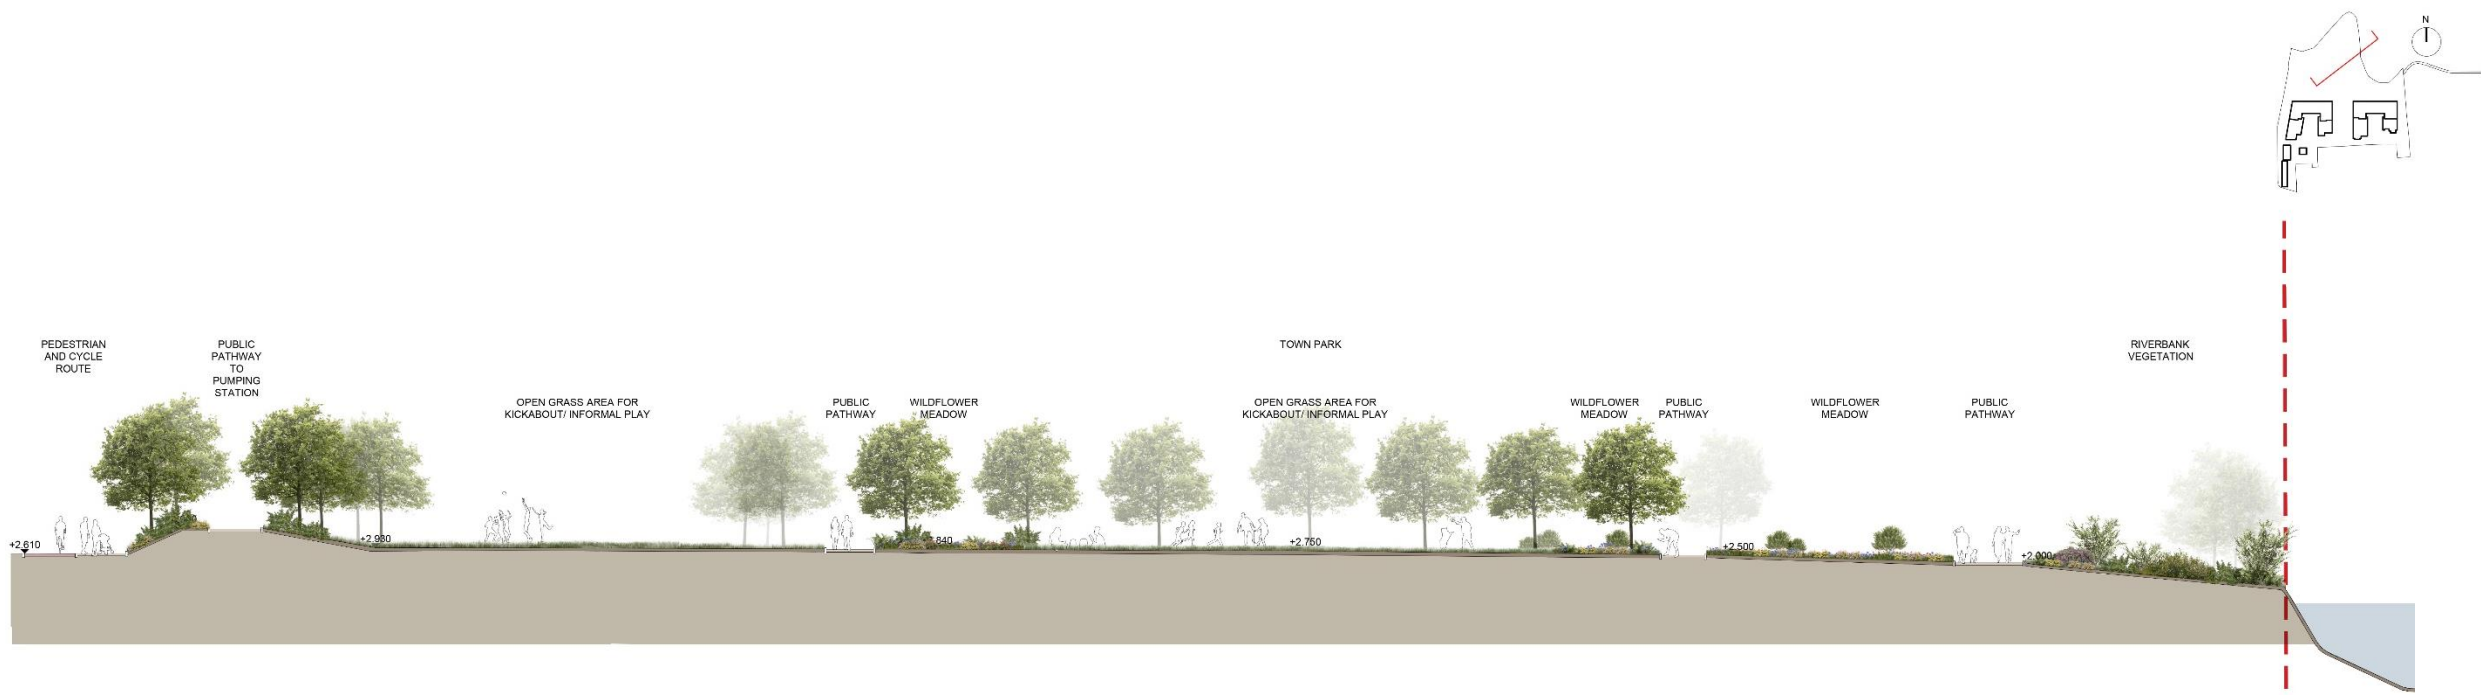 N
PEDESTRIAN
AND CYCLE
ROUTE
PUBLIC
PATHWAY
TO
PUMPING
STATION
TOWN PARK
RIVERBANK
VEGETATION
OPEN GRASS AREA FOR
KICKABOUT/ INFORMAL PLAY
PUBLIC
PATHWAY
WILDFLOWER
MEADOW
OPEN GRASS AREA FOR
KICKABOUT/ INFORMAL PLAY
WILDFLOWER
MEADOW
PUBLIC
PATHWAY
WILDFLOWER
MEADOW
PUBLIC
PATHWAY
+2.610
+2.930
840
+2.750
+2.500
+2.000